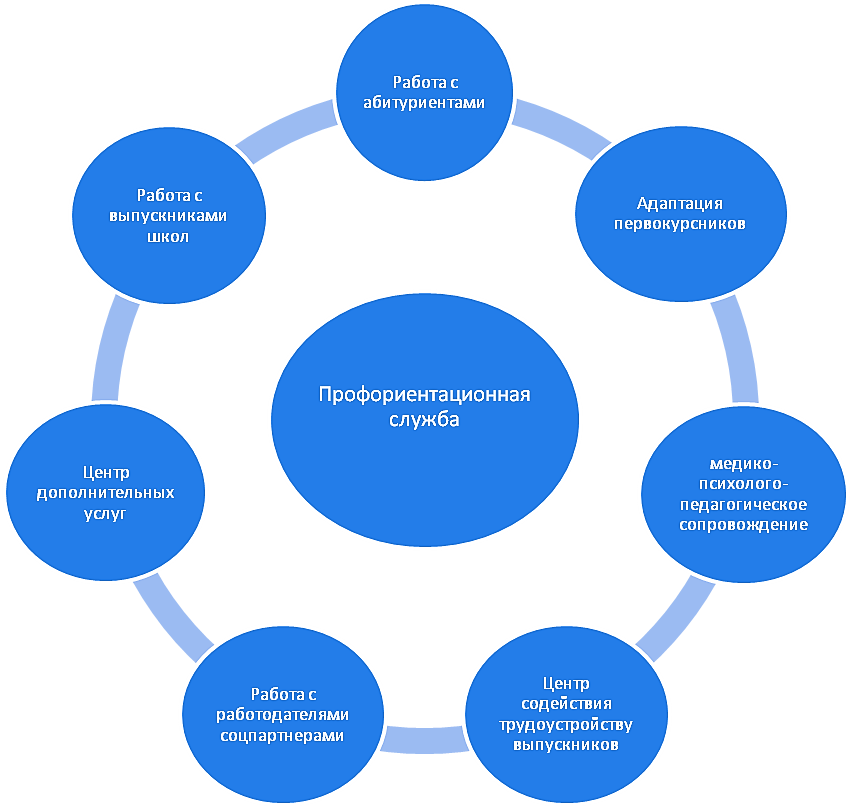 Работа с
абитуриентами
Адаптация
первокурсников
медико-
психолого-
педагогическое
сопровождение
Центр
содействия
трудоустройству
выпускников
Работа с
работодателями
соцпартнерами
Центр
дополнительных
услуг
Работа с
выпускниками
школ
Профориентационная
служба